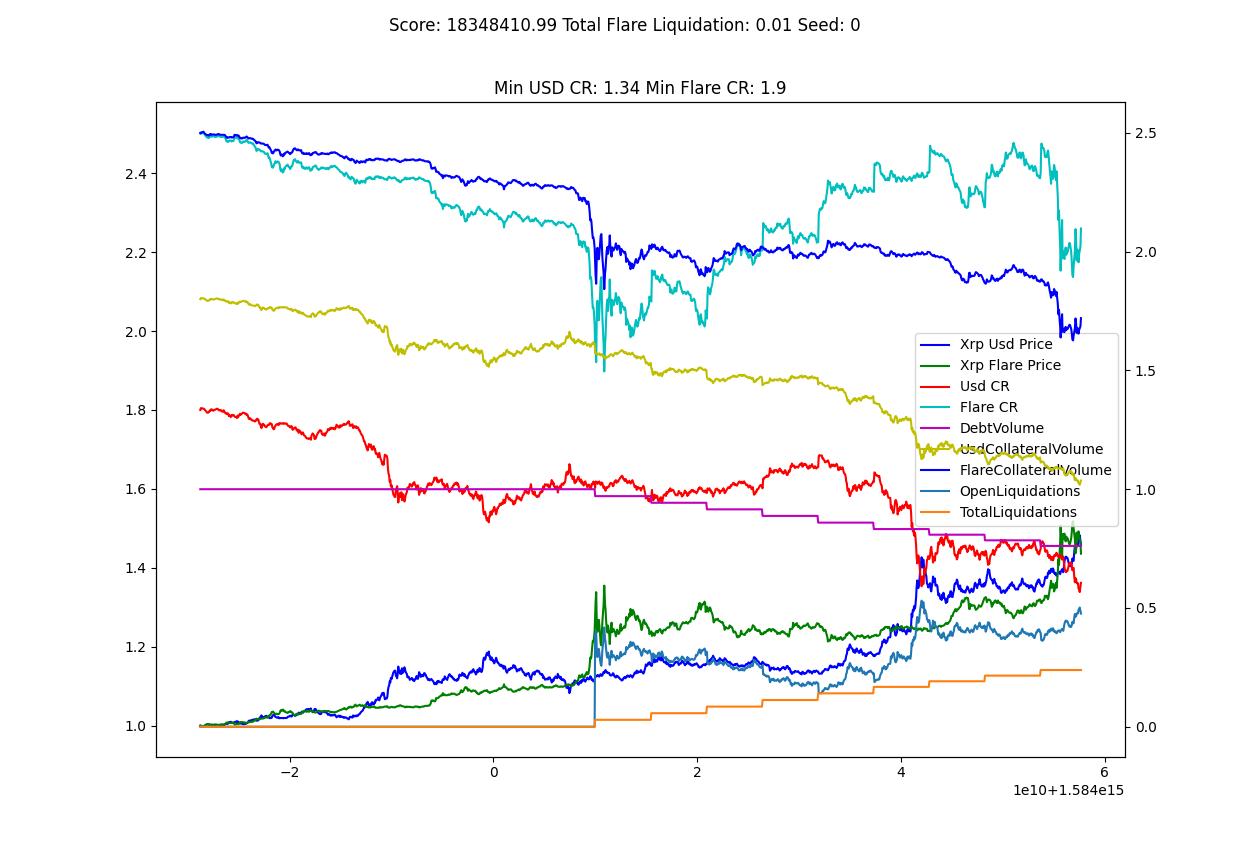 Score: 18348410.99 Total Flare Liquidation: 0.01 Seed: 0
Min USD CR: 1.34 Min Flare CR: 1.9
2.4
2.2
2.0
1.8
1.6
1.4
1.2
1.0
2.5
2.0
1.5
1.0
0.5
0.0
Xrp Usd Price
Xrp Flare Price
Usd CR
Flare CR
DebtVolume
UsdCollateralVolume
FlareCollateralVolume
OpenLiquidations
TotalLiquidations
−2 0 2 4 6
1e10+1.584e15